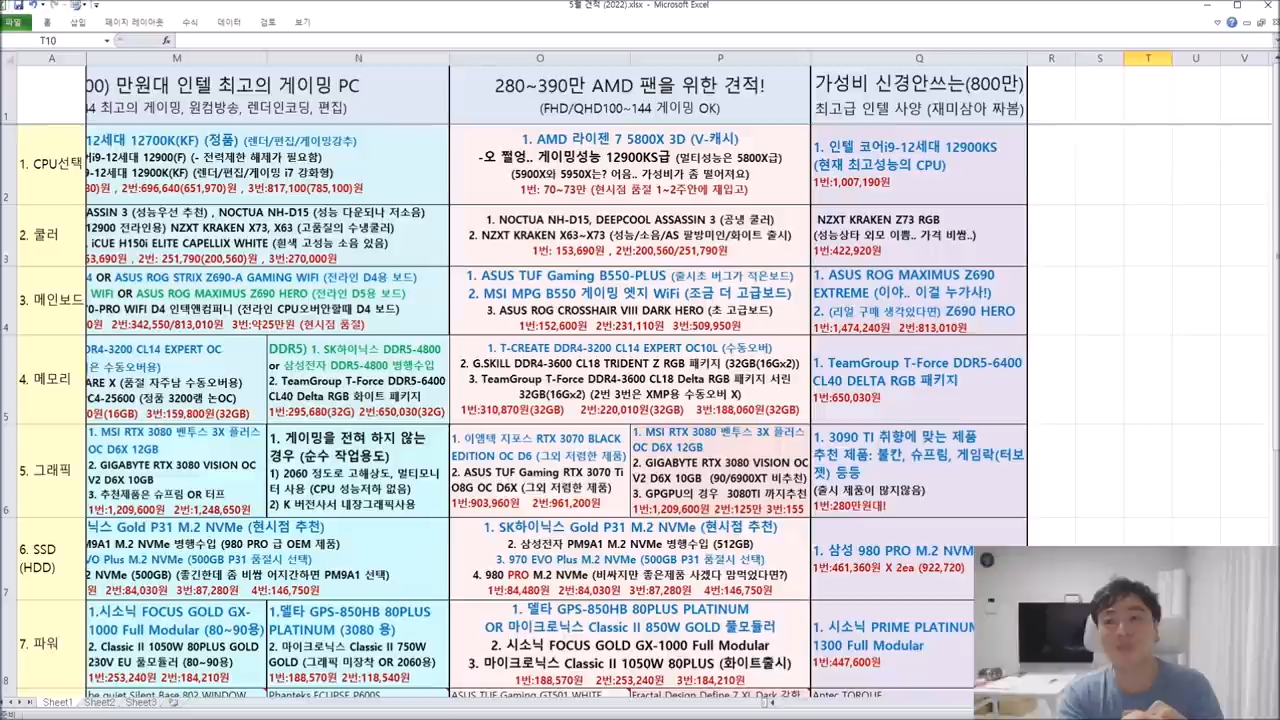 5월 견적 (2022).xlsx - Microsoft Excel
파일 홈 삽입 페이지 레이아웃 수식 데이터 검토 보기
T10 fx
A M N O P Q R S T U V
1
00) 만원대 인텔 최고의 게이밍 PC
44 최고의 게이밍, 원컴방송, 렌더인코딩, 편집)
280~390만 AMD 팬을 위한 견적!
(FHD/QHD100~144 게이밍 OK)
가성비 신경안쓰는(800만)
최고급 인텔 사양 (재미삼아 짜봄)
1. CPU선택
2
12세대 12700K(KF) (정품) (렌더/편집/게이밍강추)
어i9-12세대 12900(F) (- 전력제한 해제가 필요함)
9-12세대 12900K(KF) (렌더/편집/게이밍 i7 강화형)
80)원 , 2번:696,640(651,970)원 , 3번:817,100(785,100)원
1. AMD 라이젠 7 5800X 3D (V-캐시)
-오 쩔엉.. 게이밍성능 12900KS급 (멀티성능은 5800X급)
(5900X와 5950X는? 어음.. 가성비가 좀 떨어져요)
1번: 70~73만 (현시점 품절 1~2주안에 재입고)
1. 인텔 코어i9-12세대 12900KS
(현재 최고성능의 CPU)
1번:1,007,190원
2. 쿨러
3
ASSIN 3 (성능우선 추천) , NOCTUA NH-D15 (성능 다운되나 저소음)
12900 전라인용) NZXT KRAKEN X73, X63 (고품질의 수냉쿨러)
. iCUE H150i ELITE CAPELLIX WHITE (흰색 고성능 소음 있음)
53,690원 , 2번: 251,790(200,560)원 , 3번:270,000원
1. NOCTUA NH-D15, DEEPCOOL ASSASSIN 3 (공냉 쿨러)
2. NZXT KRAKEN X63~X73 (성능/소음/AS 팔방미인/화이트 출시)
1번: 153,690원 , 2번:200,560/251,790원
NZXT KRAKEN Z73 RGB
(성능상타 외모 이쁨.. 가격 비쌈..)
1번:422,920원
3. 메인보드
4
4 OR ASUS ROG STRIX Z690-A GAMING WIFI (전라인 D4용 보드)
WIFI OR ASUS ROG MAXIMUS Z690 HERO (전라인 D5용 보드)
70-PRO WIFI D4 인텍앤컴퍼니 (전라인 CPU오버안할때 D4 보드)
00원 2번:342,550/813,010원 3번:약25만원 (현시점 품절)
1. ASUS TUF Gaming B550-PLUS (출시초 버그가 적은보드)
2. MSI MPG B550 게이밍 엣지 WiFi (조금 더 고급보드)
3. ASUS ROG CROSSHAIR VIII DARK HERO (초 고급보드)
1번:152,600원 2번:231,110원 3번:509,950원
1. ASUS ROG MAXIMUS Z690
EXTREME (이야.. 이걸 누가사!)
2. (리얼 구매 생각있다면) Z690 HERO
1번:1,474,240원 2번:813,010원
4. 메모리
5
DR4-3200 CL14 EXPERT OC
은 수동오버용)
ARE X (품절 자주남 수동오버용)
C4-25600 (정품 3200램 논OC)
0원(16GB) 3번:159,800원(32GB)
DDR5) 1. SK하이닉스 DDR5-4800
or 삼성전자 DDR5-4800 병행수입
2. TeamGroup T-Force DDR5-6400
CL40 Delta RGB 화이트 패키지
1번:295,680(32G) 2번:650,030(32G)
1. T-CREATE DDR4-3200 CL14 EXPERT OC10L (수동오버)
2. G.SKILL DDR4-3600 CL18 TRIDENT Z RGB 패키지 (32GB(16Gx2))
3. TeamGroup T-Force DDR4-3600 CL18 Delta RGB 패키지 서린
32GB(16Gx2) (2번 3번은 XMP용 수동오버 X)
1번:310,870원(32GB) 2번:220,010원(32GB) 3번:188,060원(32GB)
1. TeamGroup T-Force DDR5-6400
CL40 DELTA RGB 패키지
1번:650,030원
5. 그래픽
6
1. MSI RTX 3080 벤투스 3X 플러스
OC D6X 12GB
2. GIGABYTE RTX 3080 VISION OC
V2 D6X 10GB
3. 추천제품은 슈프림 OR 터프
1번:1,209,600원 2번:1,248,650원
1. 게이밍을 전혀 하지 않는
경우 (순수 작업용도)
1) 2060 정도로 고해상도, 멀티모니
터 사용 (CPU 성능저하 없음)
2) K 버전사서 내장그래픽사용
1. 이엠텍 지포스 RTX 3070 BLACK
EDITION OC D6 (그외 저렴한 제품)
2. ASUS TUF Gaming RTX 3070 Ti
O8G OC D6X (그외 저렴한 제품)
1번:903,960원 2번:961,200원
1. MSI RTX 3080 벤투스 3X 플러스
OC D6X 12GB
2. GIGABYTE RTX 3080 VISION OC
V2 D6X 10GB (90/6900XT 비추천)
3. GPGPU의 경우 3080TI 까지추천
1번:1,209,600원 2번:125만 3번:155
1. 3090 TI 취향에 맞는 제품
추천 제품: 불칸, 슈프림, 게임락(터보
젯) 등등
(출시 제품이 많지않음)
1번:280만원대!
6. SSD
(HDD)
7
닉스 Gold P31 M.2 NVMe (현시점 추천)
M9A1 M.2 NVMe 병행수입 (980 PRO 급 OEM 제품)
VO Plus M.2 NVMe (500GB P31 품절시 선택)
2 NVMe (500GB) (좋긴한데 좀 비쌈 어지간하면 PM9A1 선택)
2번:84,030원 3번:87,280원 4번:146,750원
1. SK하이닉스 Gold P31 M.2 NVMe (현시점 추천)
2. 삼성전자 PM9A1 M.2 NVMe 병행수입 (512GB)
3. 970 EVO Plus M.2 NVMe (500GB P31 품절시 선택)
4. 980 PRO M.2 NVMe (비싸지만 좋은제품 사겠다 맘먹었다면?)
1번:84,480원 2번:84,030원 3번:87,280원 4번:146,750원
1. 삼성 980 PRO M.2 NVM
1번:461,360원 X 2ea (922,720)
7. 파워
8
1.시소닉 FOCUS GOLD GX-
1000 Full Modular (80~90용)
2. Classic II 1050W 80PLUS GOLD
230V EU 풀모듈러 (80~90용)
1번:253,240원 2번:184,210원
1.델타 GPS-850HB 80PLUS
PLATINUM (3080 용)
2. 마이크로닉스 Classic II 750W
GOLD (그래픽 미장착 OR 2060용)
1번:188,570원 2번:118,540원
1. 델타 GPS-850HB 80PLUS PLATINUM
OR 마이크로닉스 Classic II 850W GOLD 풀모듈러
2. 시소닉 FOCUS GOLD GX-1000 Full Modular
3. 마이크로닉스 Classic II 1050W 80PLUS (화이트출시)
1번:188,570원 2번:253,240원 3번:184,210원
1. 시소닉 PRIME PLATINUM
1300 Full Modular
1번:447,600원
be quiet Silent Base 802 WINDOW
Phanteks ECLIPSE P600S
ASUS TUF Gaming GT501 WHITE
Fractal Design Define 7 XL Dark 강화
Antec TORQUE
Sheet1 Sheet2 Sheet3
준비